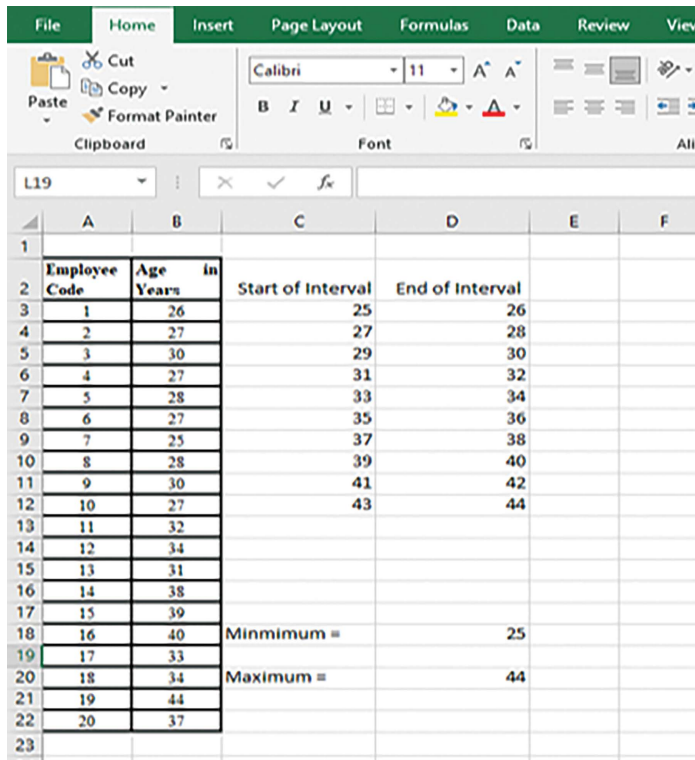 File Home Insert Page Layout Formulas Data Review View
Cut
Copy
Paste
Format Painter
Clipboard
Calibri 11 A A
B I U A
Font
Ali
L19 fx
A B C D E F
1
Employee Age in
2 Code Years Start of Interval End of Interval
3 1 26 25 26
4 2 27 27 28
5 3 30 29 30
6 4 27 31 32
7 5 28 33 34
8 6 27 35 36
9 7 25 37 38
10 8 28 39 40
11 9 30 41 42
12 10 27 43 44
13 11 32
14 12 34
15 13 31
16 14 38
17 15 39
18 16 40 Minmimum = 25
19 17 33
20 18 34 Maximum = 44
21 19 44
22 20 37
23